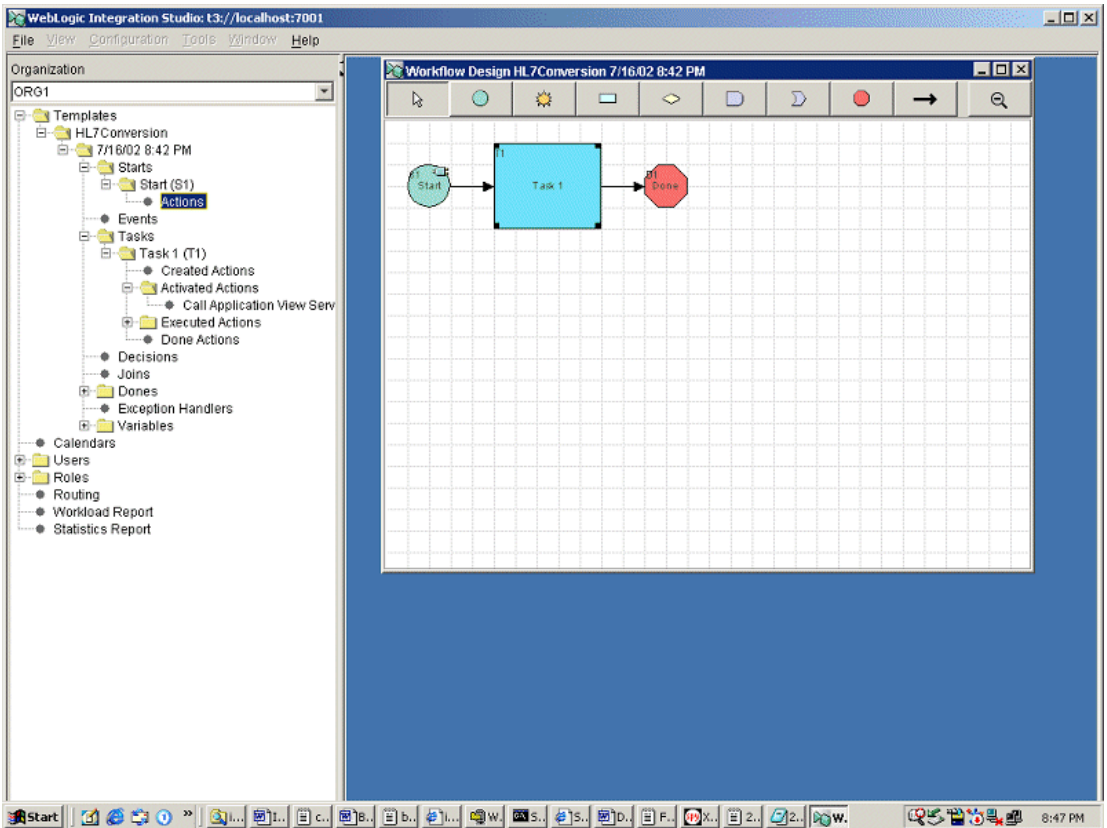 WebLogic Integration Studio: t3://localhost:7001
File View Configuration Tools Window Help
Organization
ORG1
Templates
HL7Conversion
7/16/02 8:42 PM
Starts
Start (S1)
Actions
Events
Tasks
Task 1 (T1)
Created Actions
Activated Actions
Call Application View Serv
Executed Actions
Done Actions
Decisions
Joins
Dones
Exception Handlers
Variables
Calendars
Users
Roles
Routing
Workload Report
Statistics Report
Workflow Design HL7Conversion 7/16/02 8:42 PM
S1
Start
T1
Task 1
D1
Done
Start
i... I... c... B.. b.. i... W. S.. S.. D.. F.. X.. 2.. 2.. W.
8:47 PM